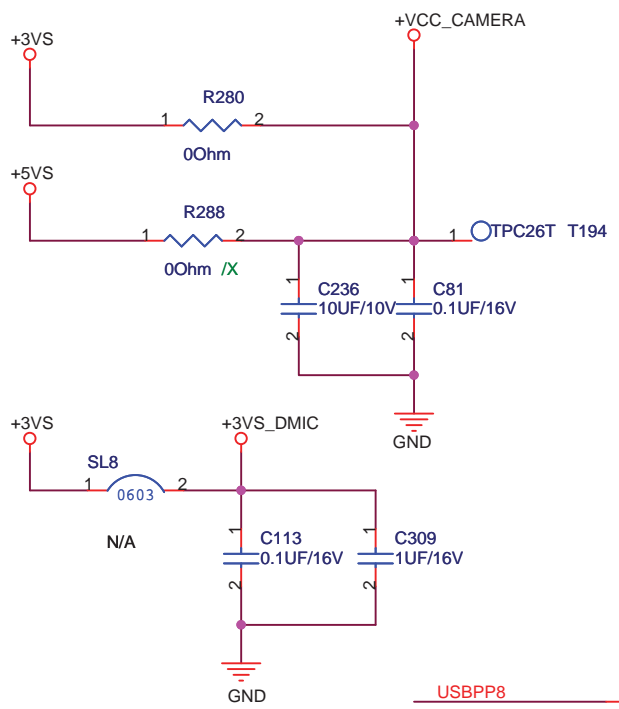 +VCC_CAMERA
+3VS
R280
1 2
0Ohm
+5VS
R288
1 2
0Ohm /X
1 TPC26T T194
1 C236
10UF/10V
2
1 C81
0.1UF/16V
2
GND
+3VS
+3VS_DMIC
SL8
1 0603 2
N/A
1 C113
0.1UF/16V
2
1 C309
1UF/16V
2
GND
USBPP8